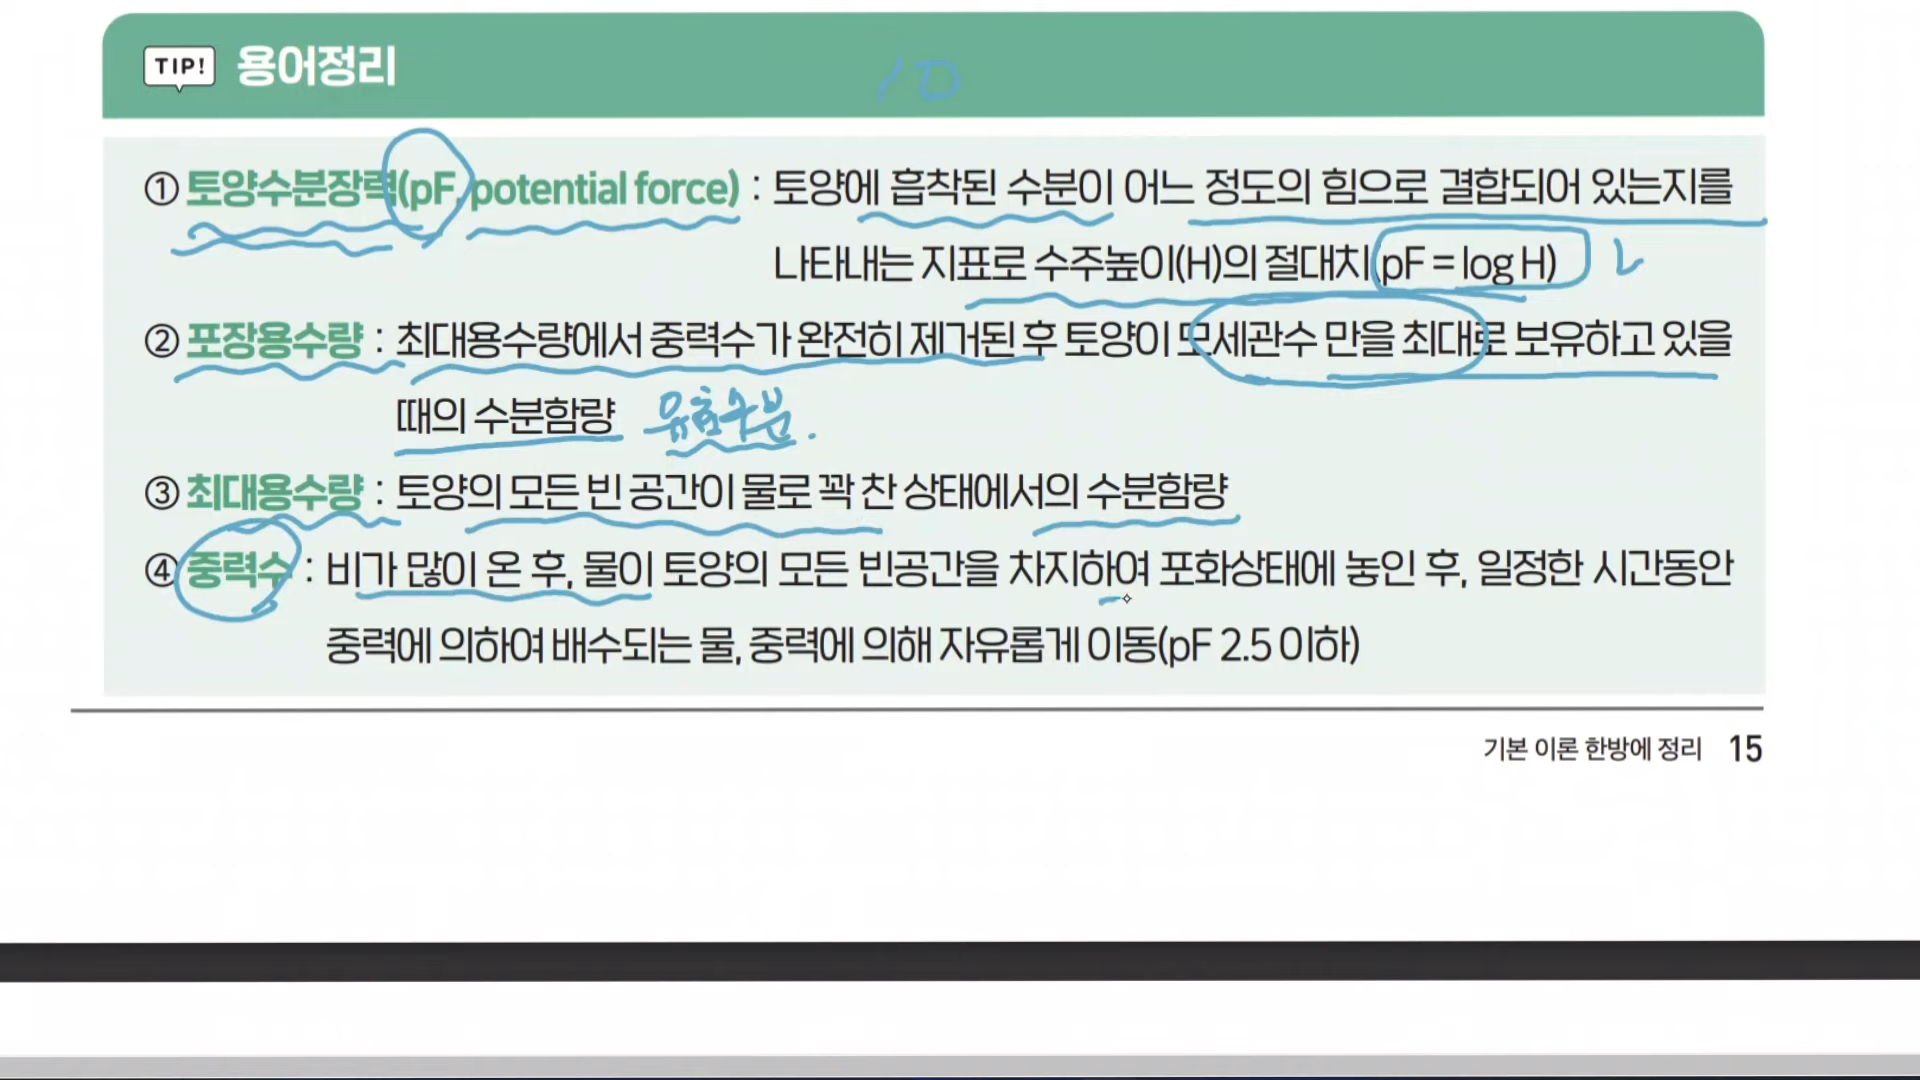 TIP! 용어정리
① 토양수분장력(pF, potential force) : 토양에 흡착된 수분이 어느 정도의 힘으로 결합되어 있는지를
나타내는 지표로 수주높이(H)의 절대치(pF = log H)
② 포장용수량 : 최대용수량에서 중력수가 완전히 제거된 후 토양이 모세관수 만을 최대로 보유하고 있을
때의 수분함량 유효수분.
③ 최대용수량 : 토양의 모든 빈 공간이 물로 꽉 찬 상태에서의 수분함량
④ 중력수 : 비가 많이 온 후, 물이 토양의 모든 빈공간을 차지하여 포화상태에 놓인 후, 일정한 시간동안
중력에 의하여 배수되는 물, 중력에 의해 자유롭게 이동(pF 2.5 이하)
기본 이론 한방에 정리 15